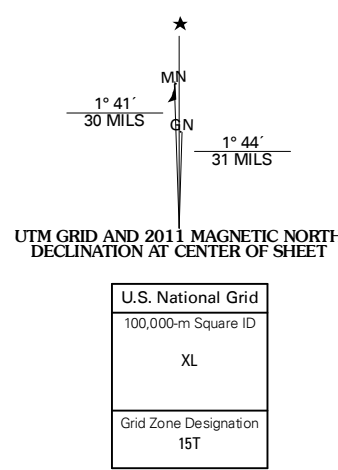 ★
MN
1° 41´
30 MILS
GN
1° 44´
31 MILS
UTM GRID AND 2011 MAGNETIC NORTH
DECLINATION AT CENTER OF SHEET
U.S. National Grid
100,000-m Square ID
XL
Grid Zone Designation
15T